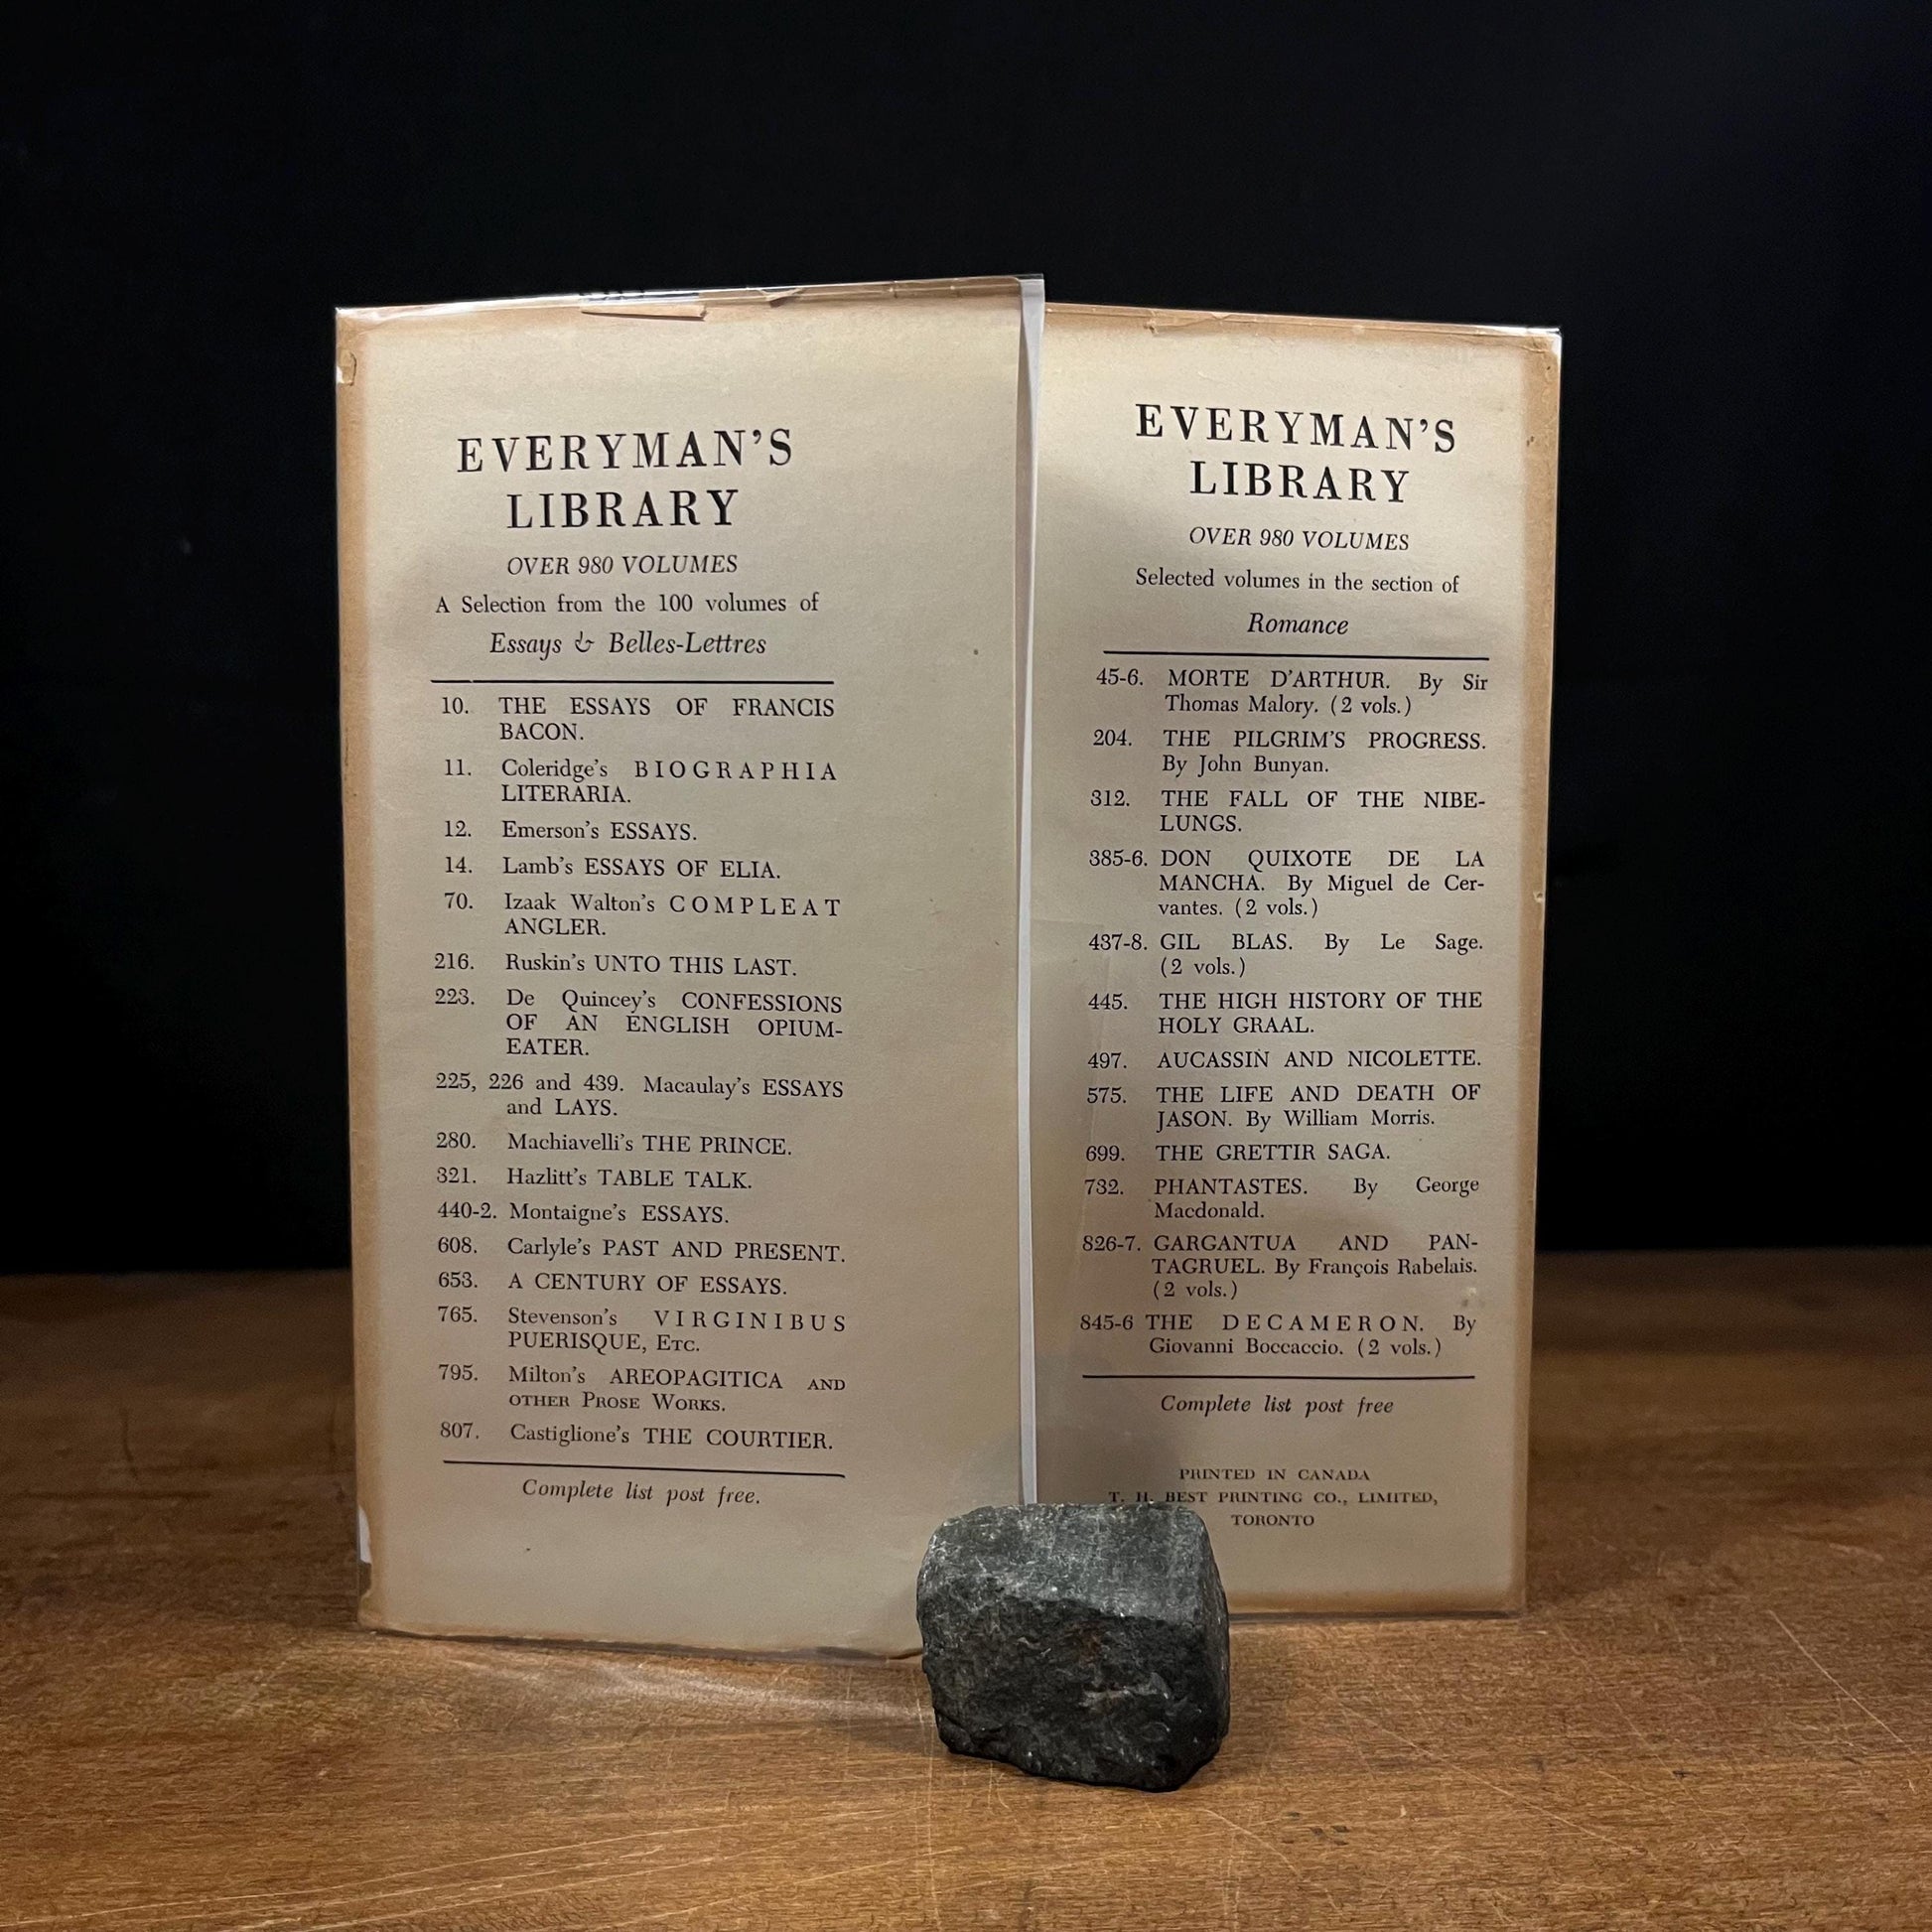 EVERYMAN'S
LIBRARY
OVER 980 VOLUMES
A Selection from the 100 volumes of
Essays & Belles-Lettres
10. THE ESSAYS OF FRANCIS
BACON.
11. Coleridge's BIOGRAPHIA
LITERARIA.
12. Emerson's ESSAYS.
14. Lamb's ESSAYS OF ELIA.
70. Izaak Walton's COMPLEAT
ANGLER.
216. Ruskin's UNTO THIS LAST.
223. De Quincey's CONFESSIONS
OF AN ENGLISH OPIUM-
EATER.
225, 226 and 439. Macaulay's ESSAYS
and LAYS.
280. Machiavelli's THE PRINCE.
321. Hazlitt's TABLE TALK.
440-2. Montaigne's ESSAYS.
608. Carlyle's PAST AND PRESENT.
653. A CENTURY OF ESSAYS.
765. Stevenson's VIRGINIBUS
PUERISQUE, ETC.
795. Milton's AREOPAGITICA AND
OTHER PROSE WORKS.
807. Castiglione's THE COURTIER.
Complete list post free.
EVERYMAN'S
LIBRARY
OVER 980 VOLUMES
Selected volumes in the section of
Romance
45-6. MORTE D'ARTHUR. By Sir
Thomas Malory. (2 vols.)
204. THE PILGRIM'S PROGRESS.
By John Bunyan.
312. THE FALL OF THE NIBE-
LUNGS.
385-6. DON QUIXOTE DE LA
MANCHA. By Miguel de Cer-
vantes. (2 vols.)
437-8. GIL BLAS. By Le Sage.
(2 vols.)
445. THE HIGH HISTORY OF THE
HOLY GRAAL.
497. AUCASSIN AND NICOLETTE.
575. THE LIFE AND DEATH OF
JASON. By William Morris.
699. THE GRETTIR SAGA.
732. PHANTASTES. By George
Macdonald.
826-7. GARGANTUA AND PAN-
TAGRUEL. By François Rabelais.
(2 vols.)
845-6 THE DECAMERON. By
Giovanni Boccaccio. (2 vols.)
Complete list post free
PRINTED IN CANADA
T. H. BEST PRINTING CO., LIMITED,
TORONTO